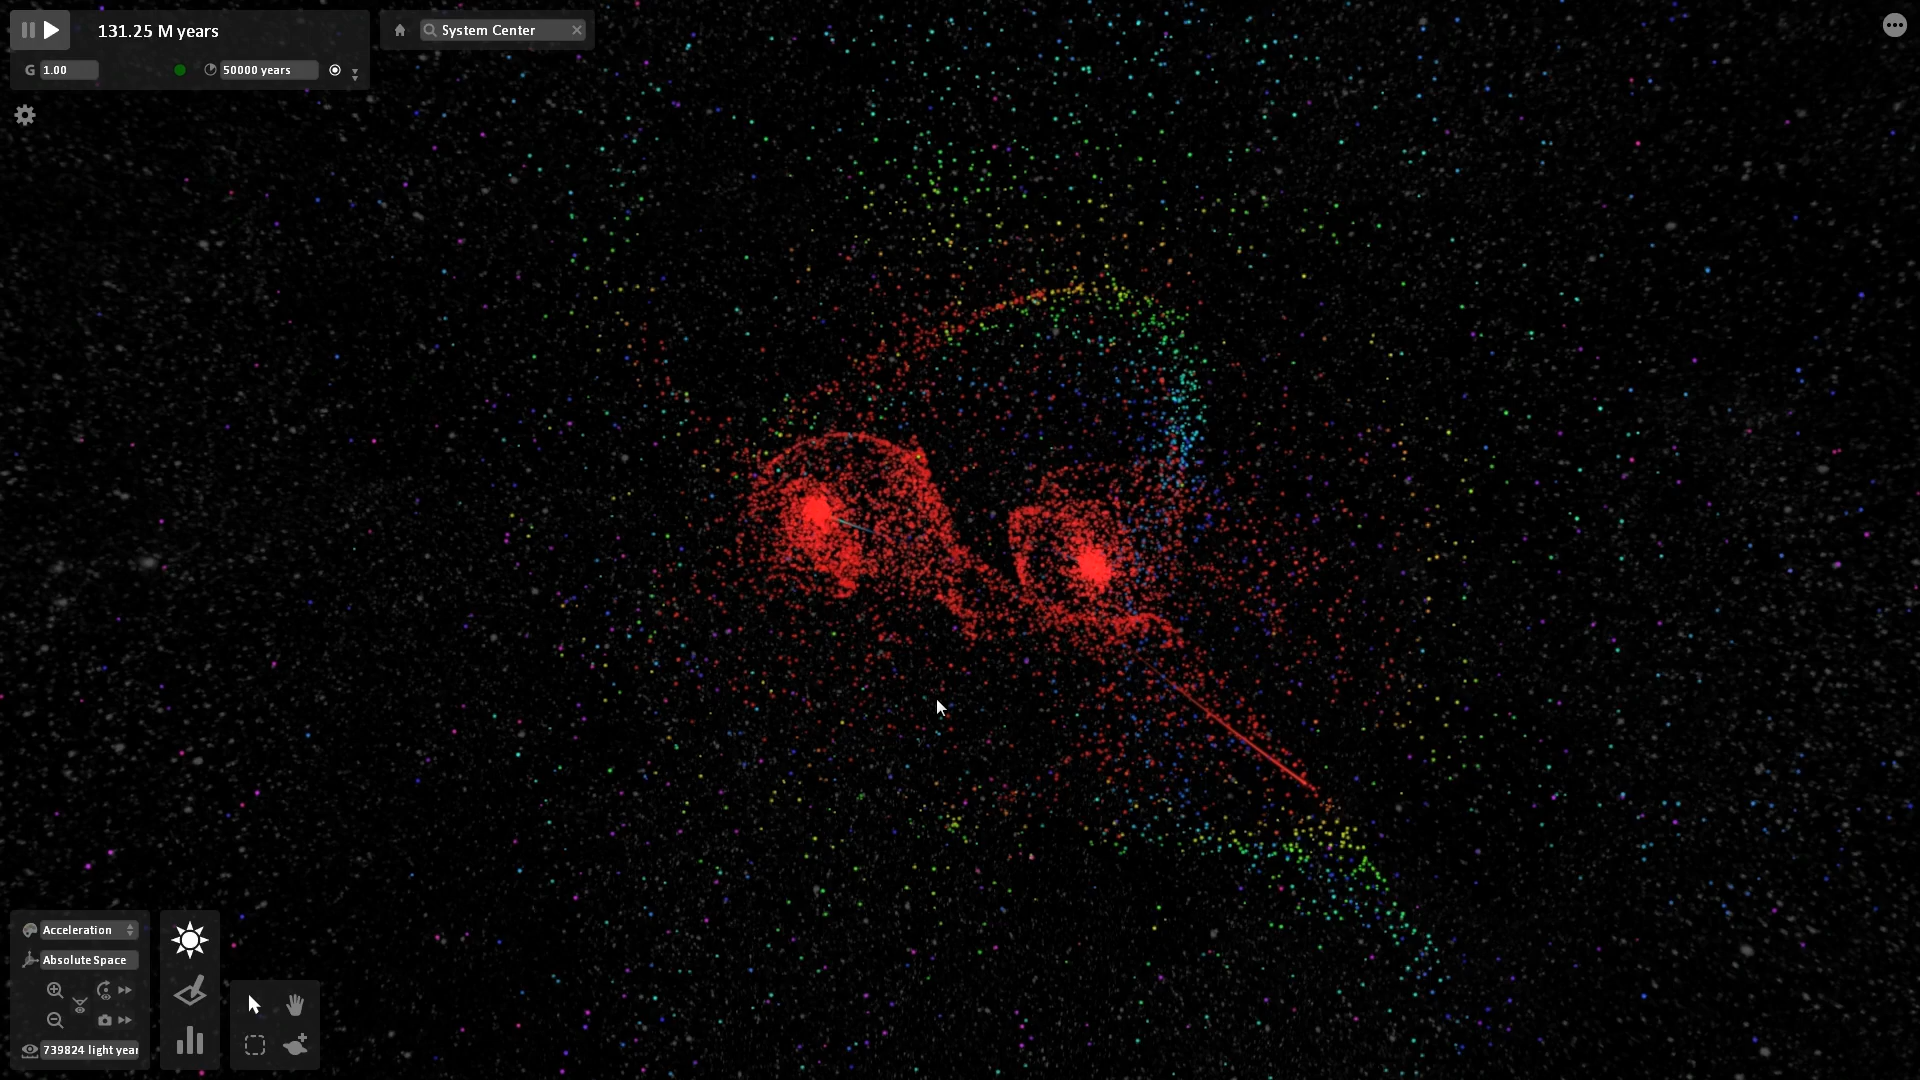 131.25 M years
System Center
G 1.00
50000 years
Acceleration
Absolute Space
739824 light year